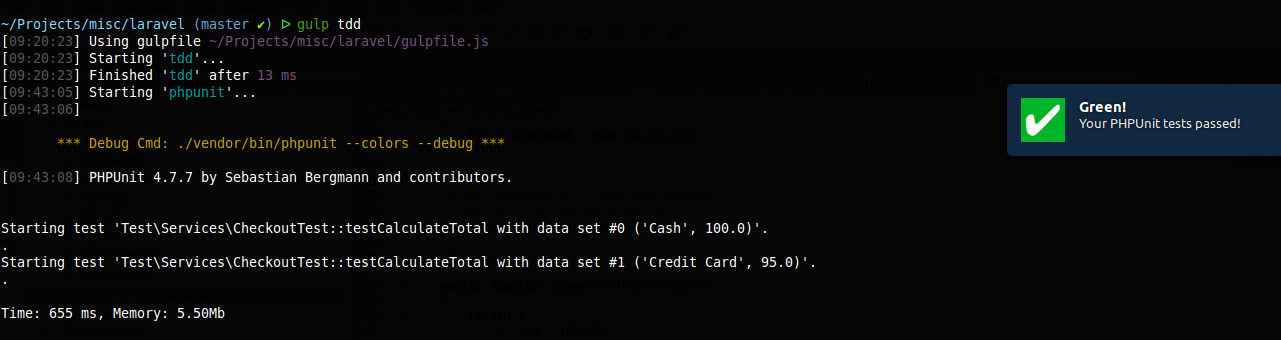 ~/Projects/misc/laravel (master ✔) ᐅ gulp tdd
[09:20:23] Using gulpfile ~/Projects/misc/laravel/gulpfile.js
[09:20:23] Starting 'tdd'...
[09:20:23] Finished 'tdd' after 13 ms
[09:43:05] Starting 'phpunit'...
[09:43:06]
Green!
Your PHPUnit tests passed!
*** Debug Cmd: ./vendor/bin/phpunit --colors --debug ***
[09:43:08] PHPUnit 4.7.7 by Sebastian Bergmann and contributors.
Starting test 'Test\Services\CheckoutTest::testCalculateTotal with data set #0 ('Cash', 100.0)'.
.
Starting test 'Test\Services\CheckoutTest::testCalculateTotal with data set #1 ('Credit Card', 95.0)'.
.
Time: 655 ms, Memory: 5.50Mb